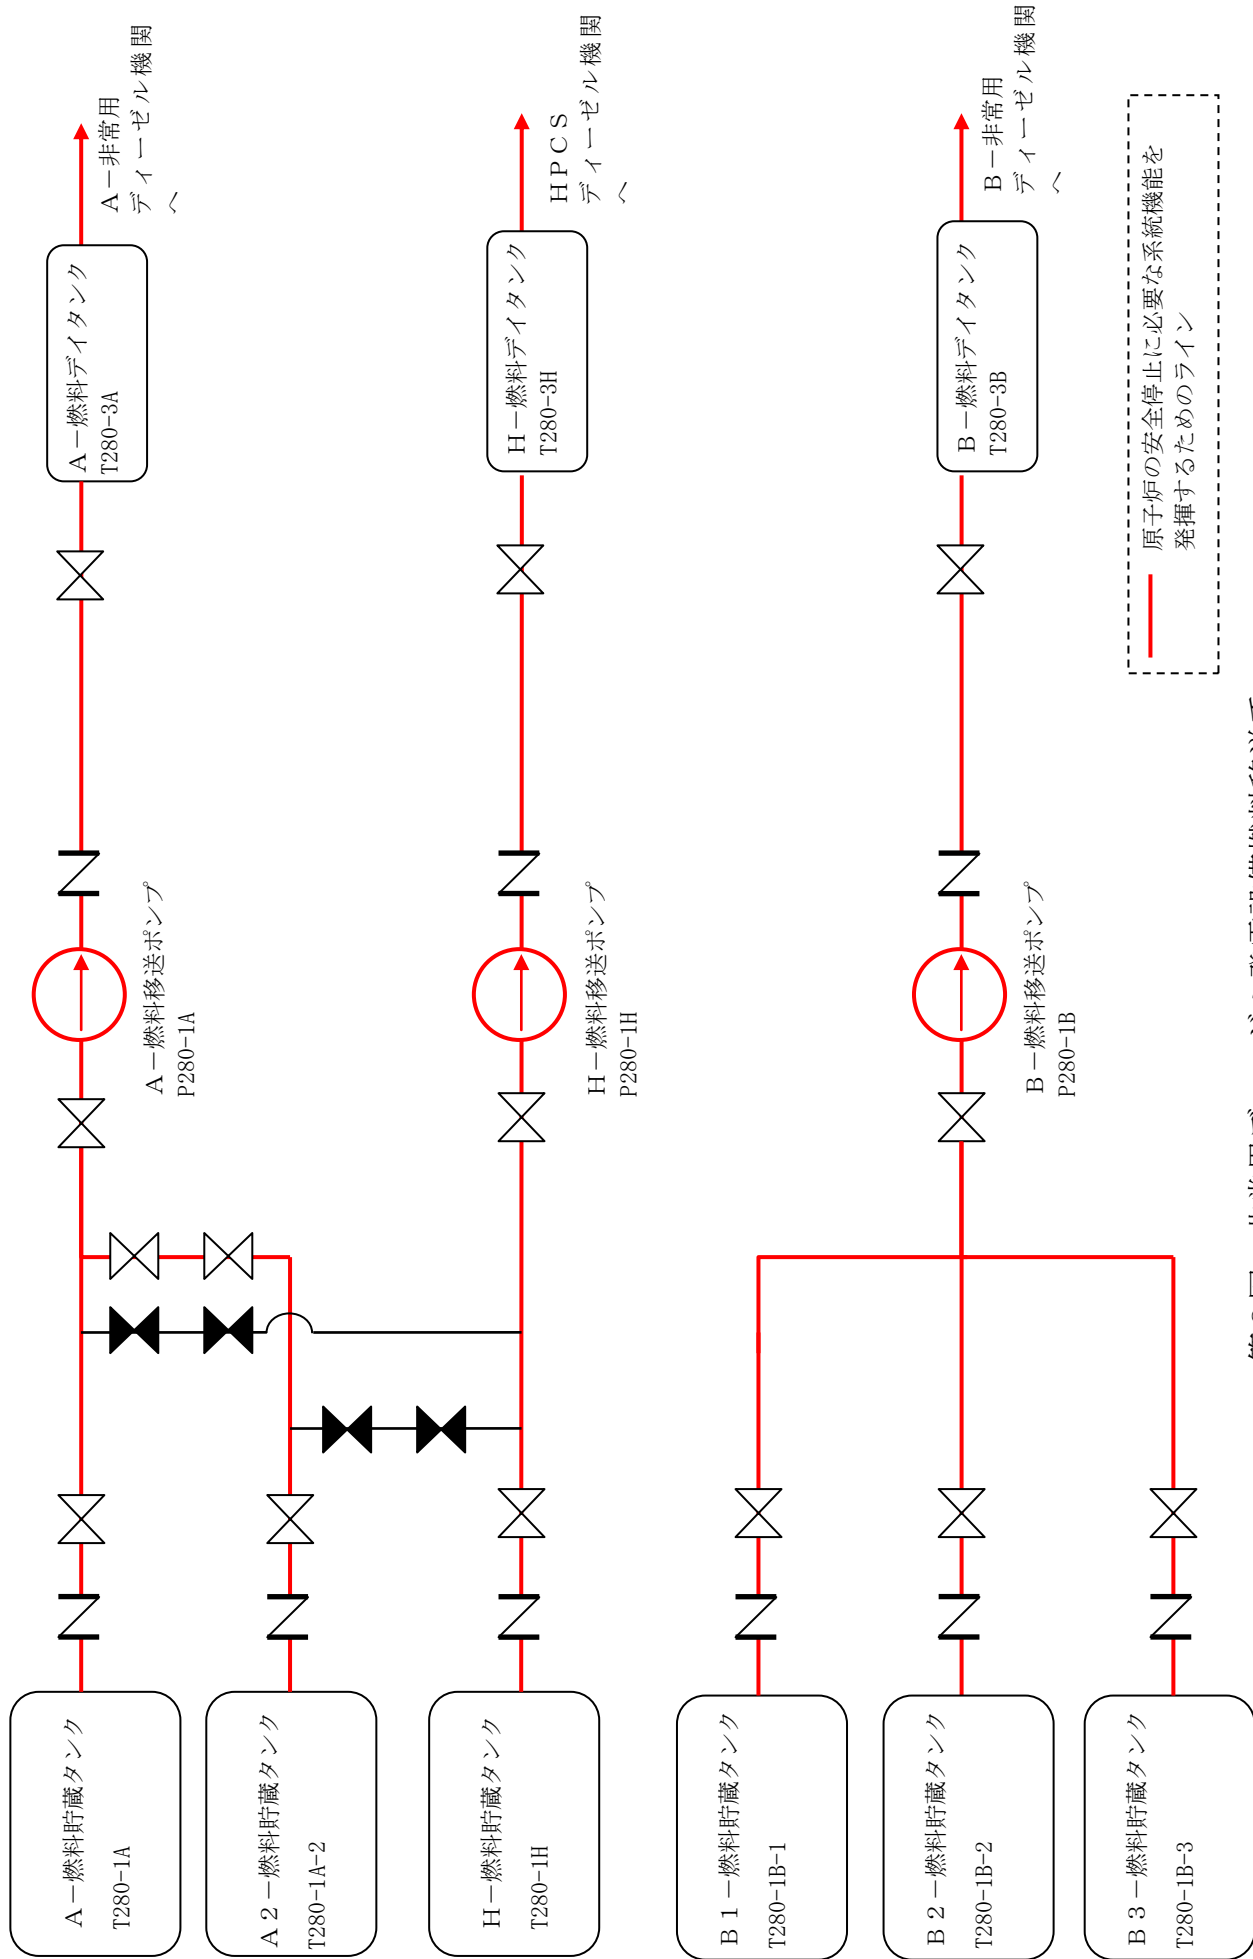 Ａ－燃料貯蔵タンク
T280-1A
Ａ－燃料移送ポンプ
P280-1A
Ａ－燃料デイタンク
T280-3A
Ａ－非常用
ディーゼル機関
へ
Ａ２－燃料貯蔵タンク
T280-1A-2
Ｈ－燃料貯蔵タンク
T280-1H
Ｈ－燃料移送ポンプ
P280-1H
Ｈ－燃料デイタンク
T280-3H
ＨＰＣＳ
ディーゼル機関
へ
Ｂ１－燃料貯蔵タンク
T280-1B-1
Ｂ２－燃料貯蔵タンク
T280-1B-2
Ｂ－燃料移送ポンプ
P280-1B
Ｂ－燃料デイタンク
T280-3B
Ｂ－非常用
ディーゼル機関
へ
Ｂ３－燃料貯蔵タンク
T280-1B-3
原子炉の安全停止に必要な系統機能を
発揮するためのライン